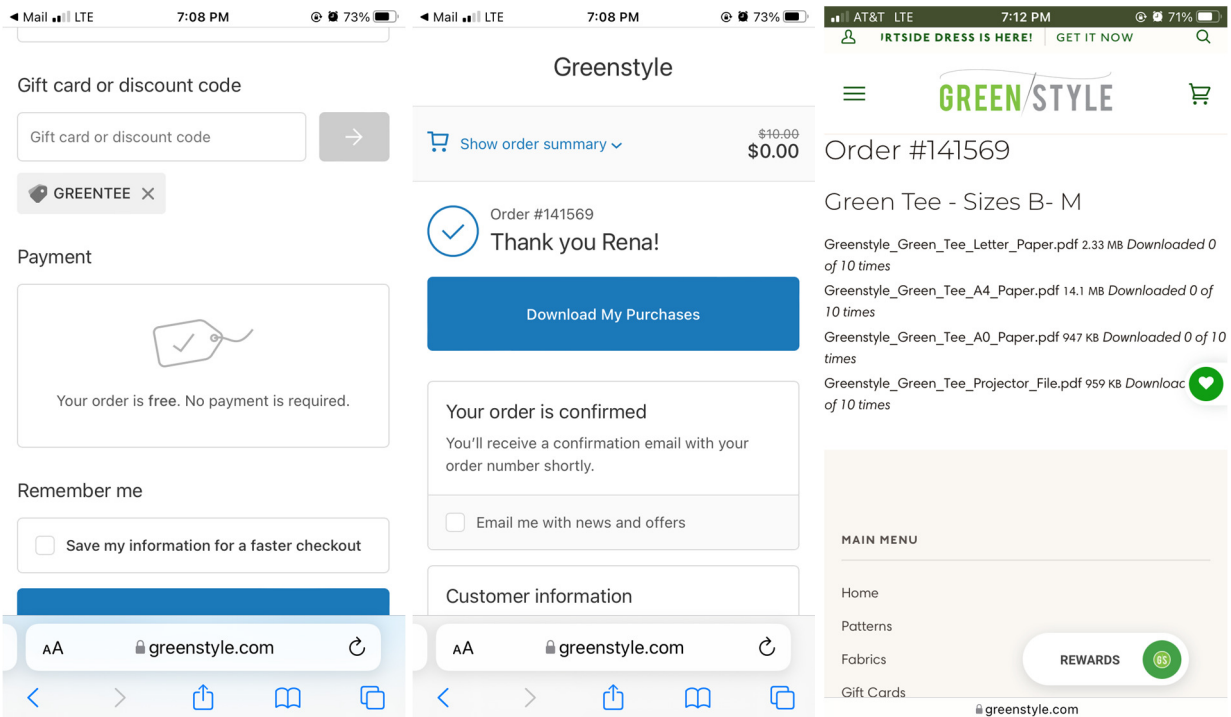 Mail LTE 7:08 PM 73%
Gift card or discount code
Gift card or discount code
GREENTEE
Payment
Your order is free. No payment is required.
Remember me
Save my information for a faster checkout
AA greenstyle.com
Mail LTE 7:08 PM 73%
Greenstyle
Show order summary
$10.00
$0.00
Order #141569
Thank you Rena!
Download My Purchases
Your order is confirmed
You'll receive a confirmation email with your
order number shortly.
Email me with news and offers
Customer information
AA greenstyle.com
AT&T LTE 7:12 PM 71%
RTSIDE DRESS IS HERE! GET IT NOW
GREEN STYLE
Order #141569
Green Tee - Sizes B- M
Greenstyle_Green_Tee_Letter_Paper.pdf 2.33 MB Downloaded 0
of 10 times
Greenstyle_Green_Tee_A4_Paper.pdf 14.1 MB Downloaded 0 of
10 times
Greenstyle_Green_Tee_A0_Paper.pdf 947 KB Downloaded 0 of 10
times
Greenstyle_Green_Tee_Projector_File.pdf 959 KB Downloac
of 10 times
MAIN MENU
Home
Patterns
Fabrics
Gift Cards
REWARDS GS
greenstyle.com